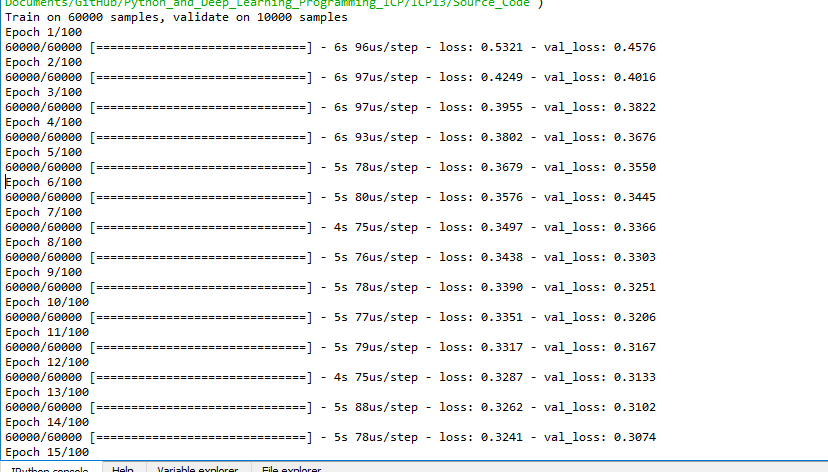 Documents/GitHub/Python_and_Deep_Learning_Programming_ICP/ICP13/Source_Code')
Train on 60000 samples, validate on 10000 samples
Epoch 1/100
60000/60000 [==============================] - 6s 96us/step - loss: 0.5321 - val_loss: 0.4576
Epoch 2/100
60000/60000 [==============================] - 6s 97us/step - loss: 0.4249 - val_loss: 0.4016
Epoch 3/100
60000/60000 [==============================] - 6s 97us/step - loss: 0.3955 - val_loss: 0.3822
Epoch 4/100
60000/60000 [==============================] - 6s 93us/step - loss: 0.3802 - val_loss: 0.3676
Epoch 5/100
60000/60000 [==============================] - 5s 78us/step - loss: 0.3679 - val_loss: 0.3550
Epoch 6/100
60000/60000 [==============================] - 5s 80us/step - loss: 0.3576 - val_loss: 0.3445
Epoch 7/100
60000/60000 [==============================] - 4s 75us/step - loss: 0.3497 - val_loss: 0.3366
Epoch 8/100
60000/60000 [==============================] - 5s 76us/step - loss: 0.3438 - val_loss: 0.3303
Epoch 9/100
60000/60000 [==============================] - 5s 78us/step - loss: 0.3390 - val_loss: 0.3251
Epoch 10/100
60000/60000 [==============================] - 5s 77us/step - loss: 0.3351 - val_loss: 0.3206
Epoch 11/100
60000/60000 [==============================] - 5s 79us/step - loss: 0.3317 - val_loss: 0.3167
Epoch 12/100
60000/60000 [==============================] - 4s 75us/step - loss: 0.3287 - val_loss: 0.3133
Epoch 13/100
60000/60000 [==============================] - 5s 88us/step - loss: 0.3262 - val_loss: 0.3102
Epoch 14/100
60000/60000 [==============================] - 5s 78us/step - loss: 0.3241 - val_loss: 0.3074
Epoch 15/100
IPython console Help Variable explorer File explorer